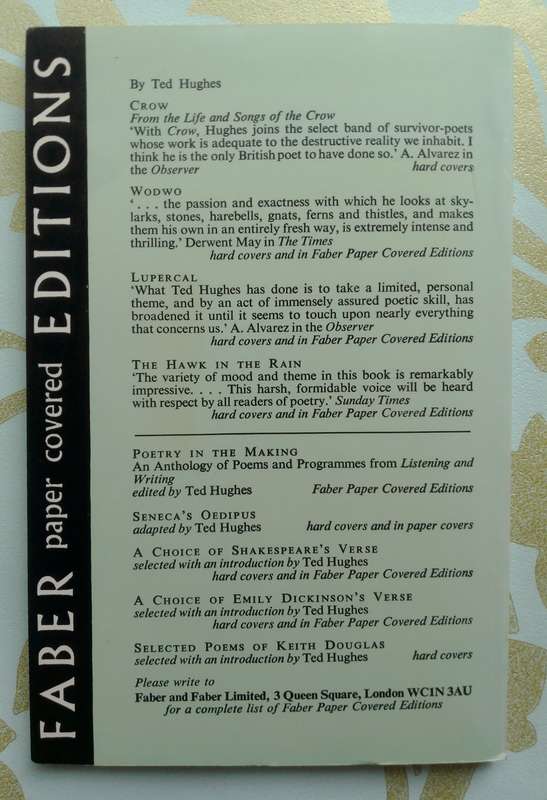 FABER paper covered EDITIONS
By Ted Hughes
CROW
From the Life and Songs of the Crow
‘With Crow, Hughes joins the select band of survivor-poets
whose work is adequate to the destructive reality we inhabit. I
think he is the only British poet to have done so.’ A. Alvarez in
the Observer hard covers
WODWO
‘. . . the passion and exactness with which he looks at sky-
larks, stones, harebells, gnats, ferns and thistles, and makes
them his own in an entirely fresh way, is extremely intense and
thrilling.’ Derwent May in The Times
hard covers and in Faber Paper Covered Editions
LUPERCAL
‘What Ted Hughes has done is to take a limited, personal
theme, and by an act of immensely assured poetic skill, has
broadened it until it seems to touch upon nearly everything
that concerns us.’ A. Alvarez in the Observer
hard covers and in Faber Paper Covered Editions
THE HAWK IN THE RAIN
‘The variety of mood and theme in this book is remarkably
impressive. . . . This harsh, formidable voice will be heard
with respect by all readers of poetry.’ Sunday Times
hard covers and in Faber Paper Covered Editions
POETRY IN THE MAKING
An Anthology of Poems and Programmes from Listening and
Writing
edited by Ted Hughes Faber Paper Covered Editions
SENECA’S OEDIPUS
adapted by Ted Hughes hard covers and in paper covers
A CHOICE OF SHAKESPEARE’S VERSE
selected with an introduction by Ted Hughes
hard covers and in Faber Paper Covered Editions
A CHOICE OF EMILY DICKINSON’S VERSE
selected with an introduction by Ted Hughes
hard covers and in Faber Paper Covered Editions
SELECTED POEMS OF KEITH DOUGLAS
selected with an introduction by Ted Hughes hard covers
Please write to
Faber and Faber Limited, 3 Queen Square, London WC1N 3AU
for a complete list of Faber Paper Covered Editions